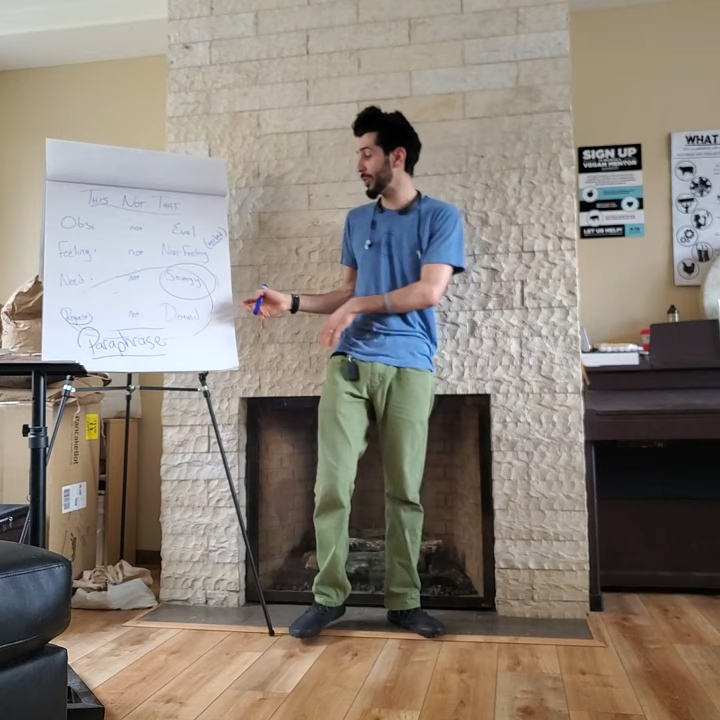 THIS NOT THAT
Obs. not Eval
Feeling. not Non-Feeling
Need. not Strategy
Request not Demand
Paraphrase
SIGN UP
VEGAN MENTOR
LET US HELP!
WHAT
PancakeBot